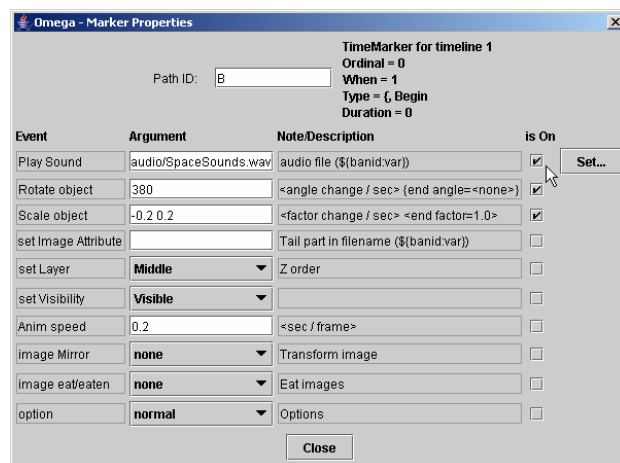 Omega - Marker Properties
Path ID: B
TimeMarker for timeline 1
Ordinal = 0
When = 1
Type = {, Begin
Duration = 0
Event Argument Note/Description is On
Play Sound audio/SpaceSounds.wav audio file (${banid:var}) Set...
Rotate object 380 <angle change / sec> {end angle=<none>}
Scale object -0.2 0.2 <factor change / sec> <end factor=1.0>
set Image Attribute Tail part in filename (${banid:var})
set Layer Middle Z order
set Visibility Visible
Anim speed 0.2 <sec / frame>
image Mirror none Transform image
image eat/eaten none Eat images
option normal Options
Close